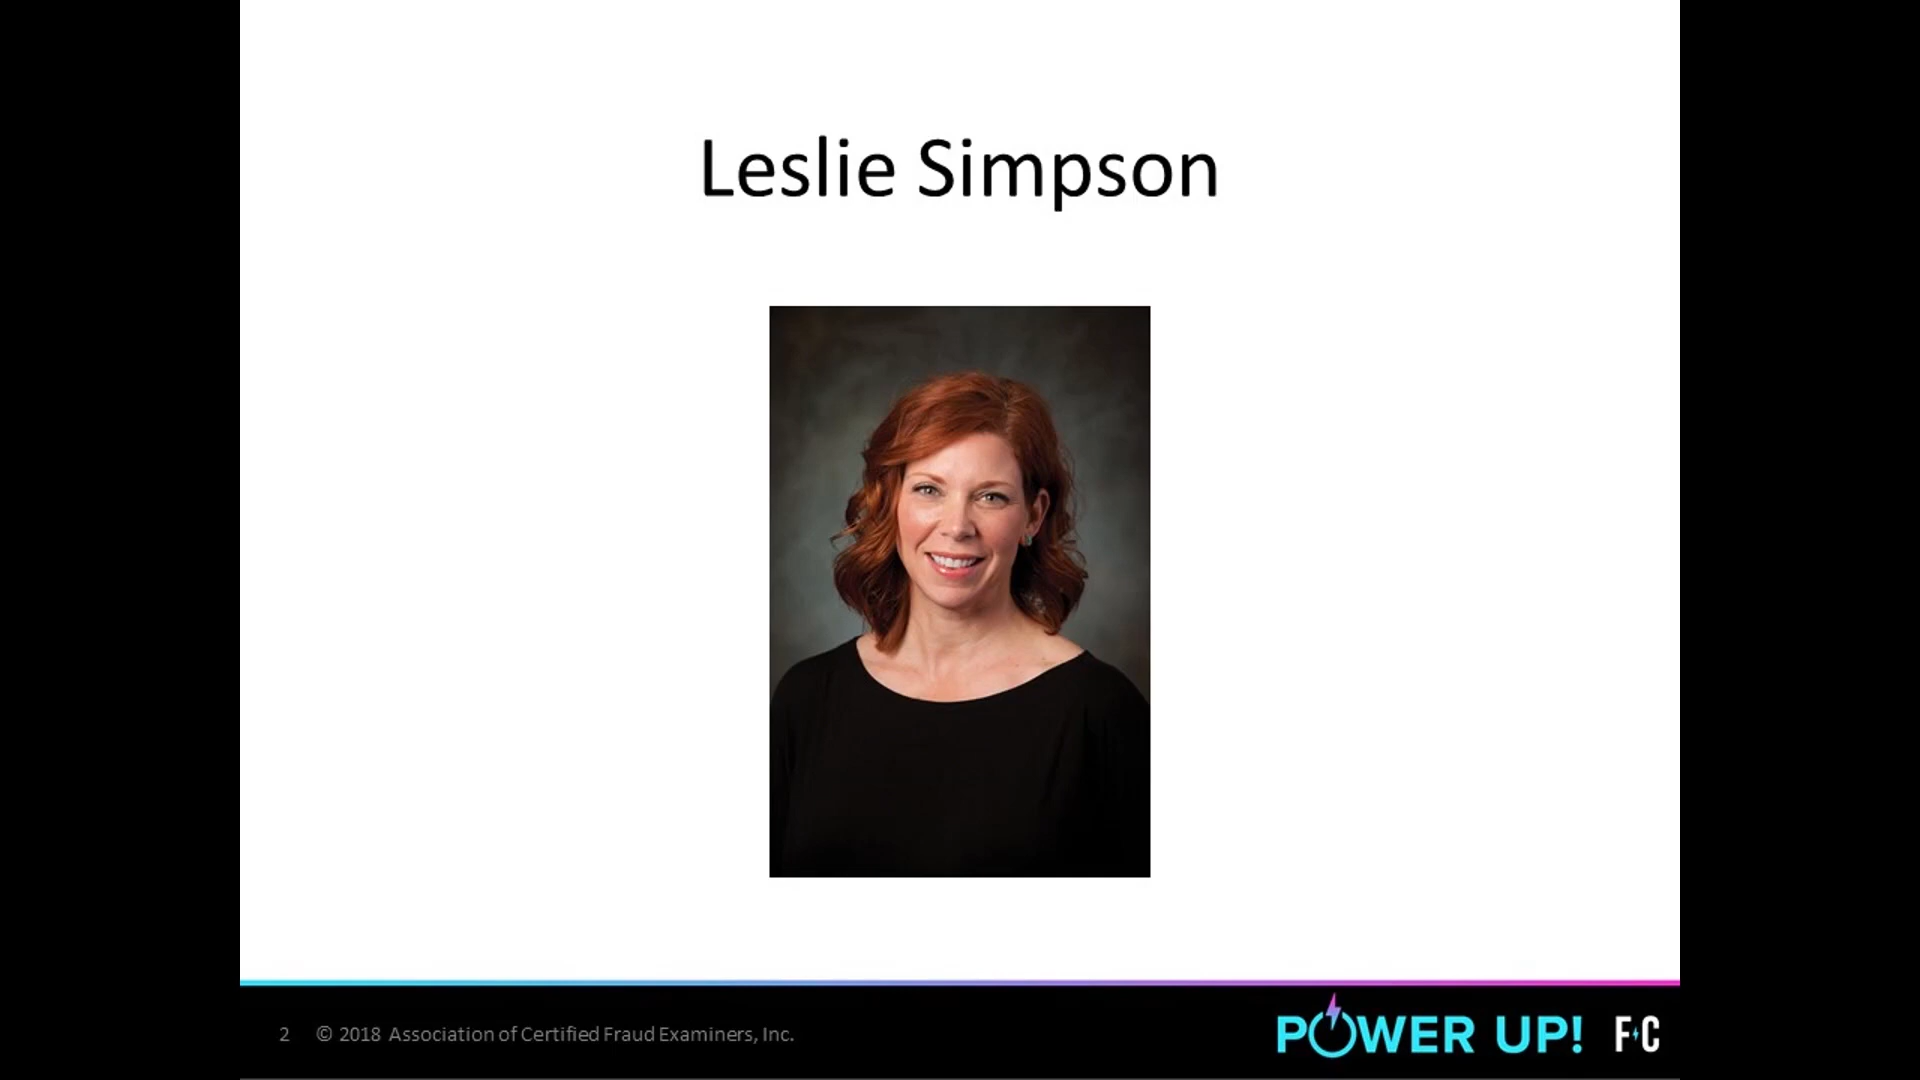 Leslie Simpson
2 © 2018 Association of Certified Fraud Examiners, Inc.
POWER UP! F C